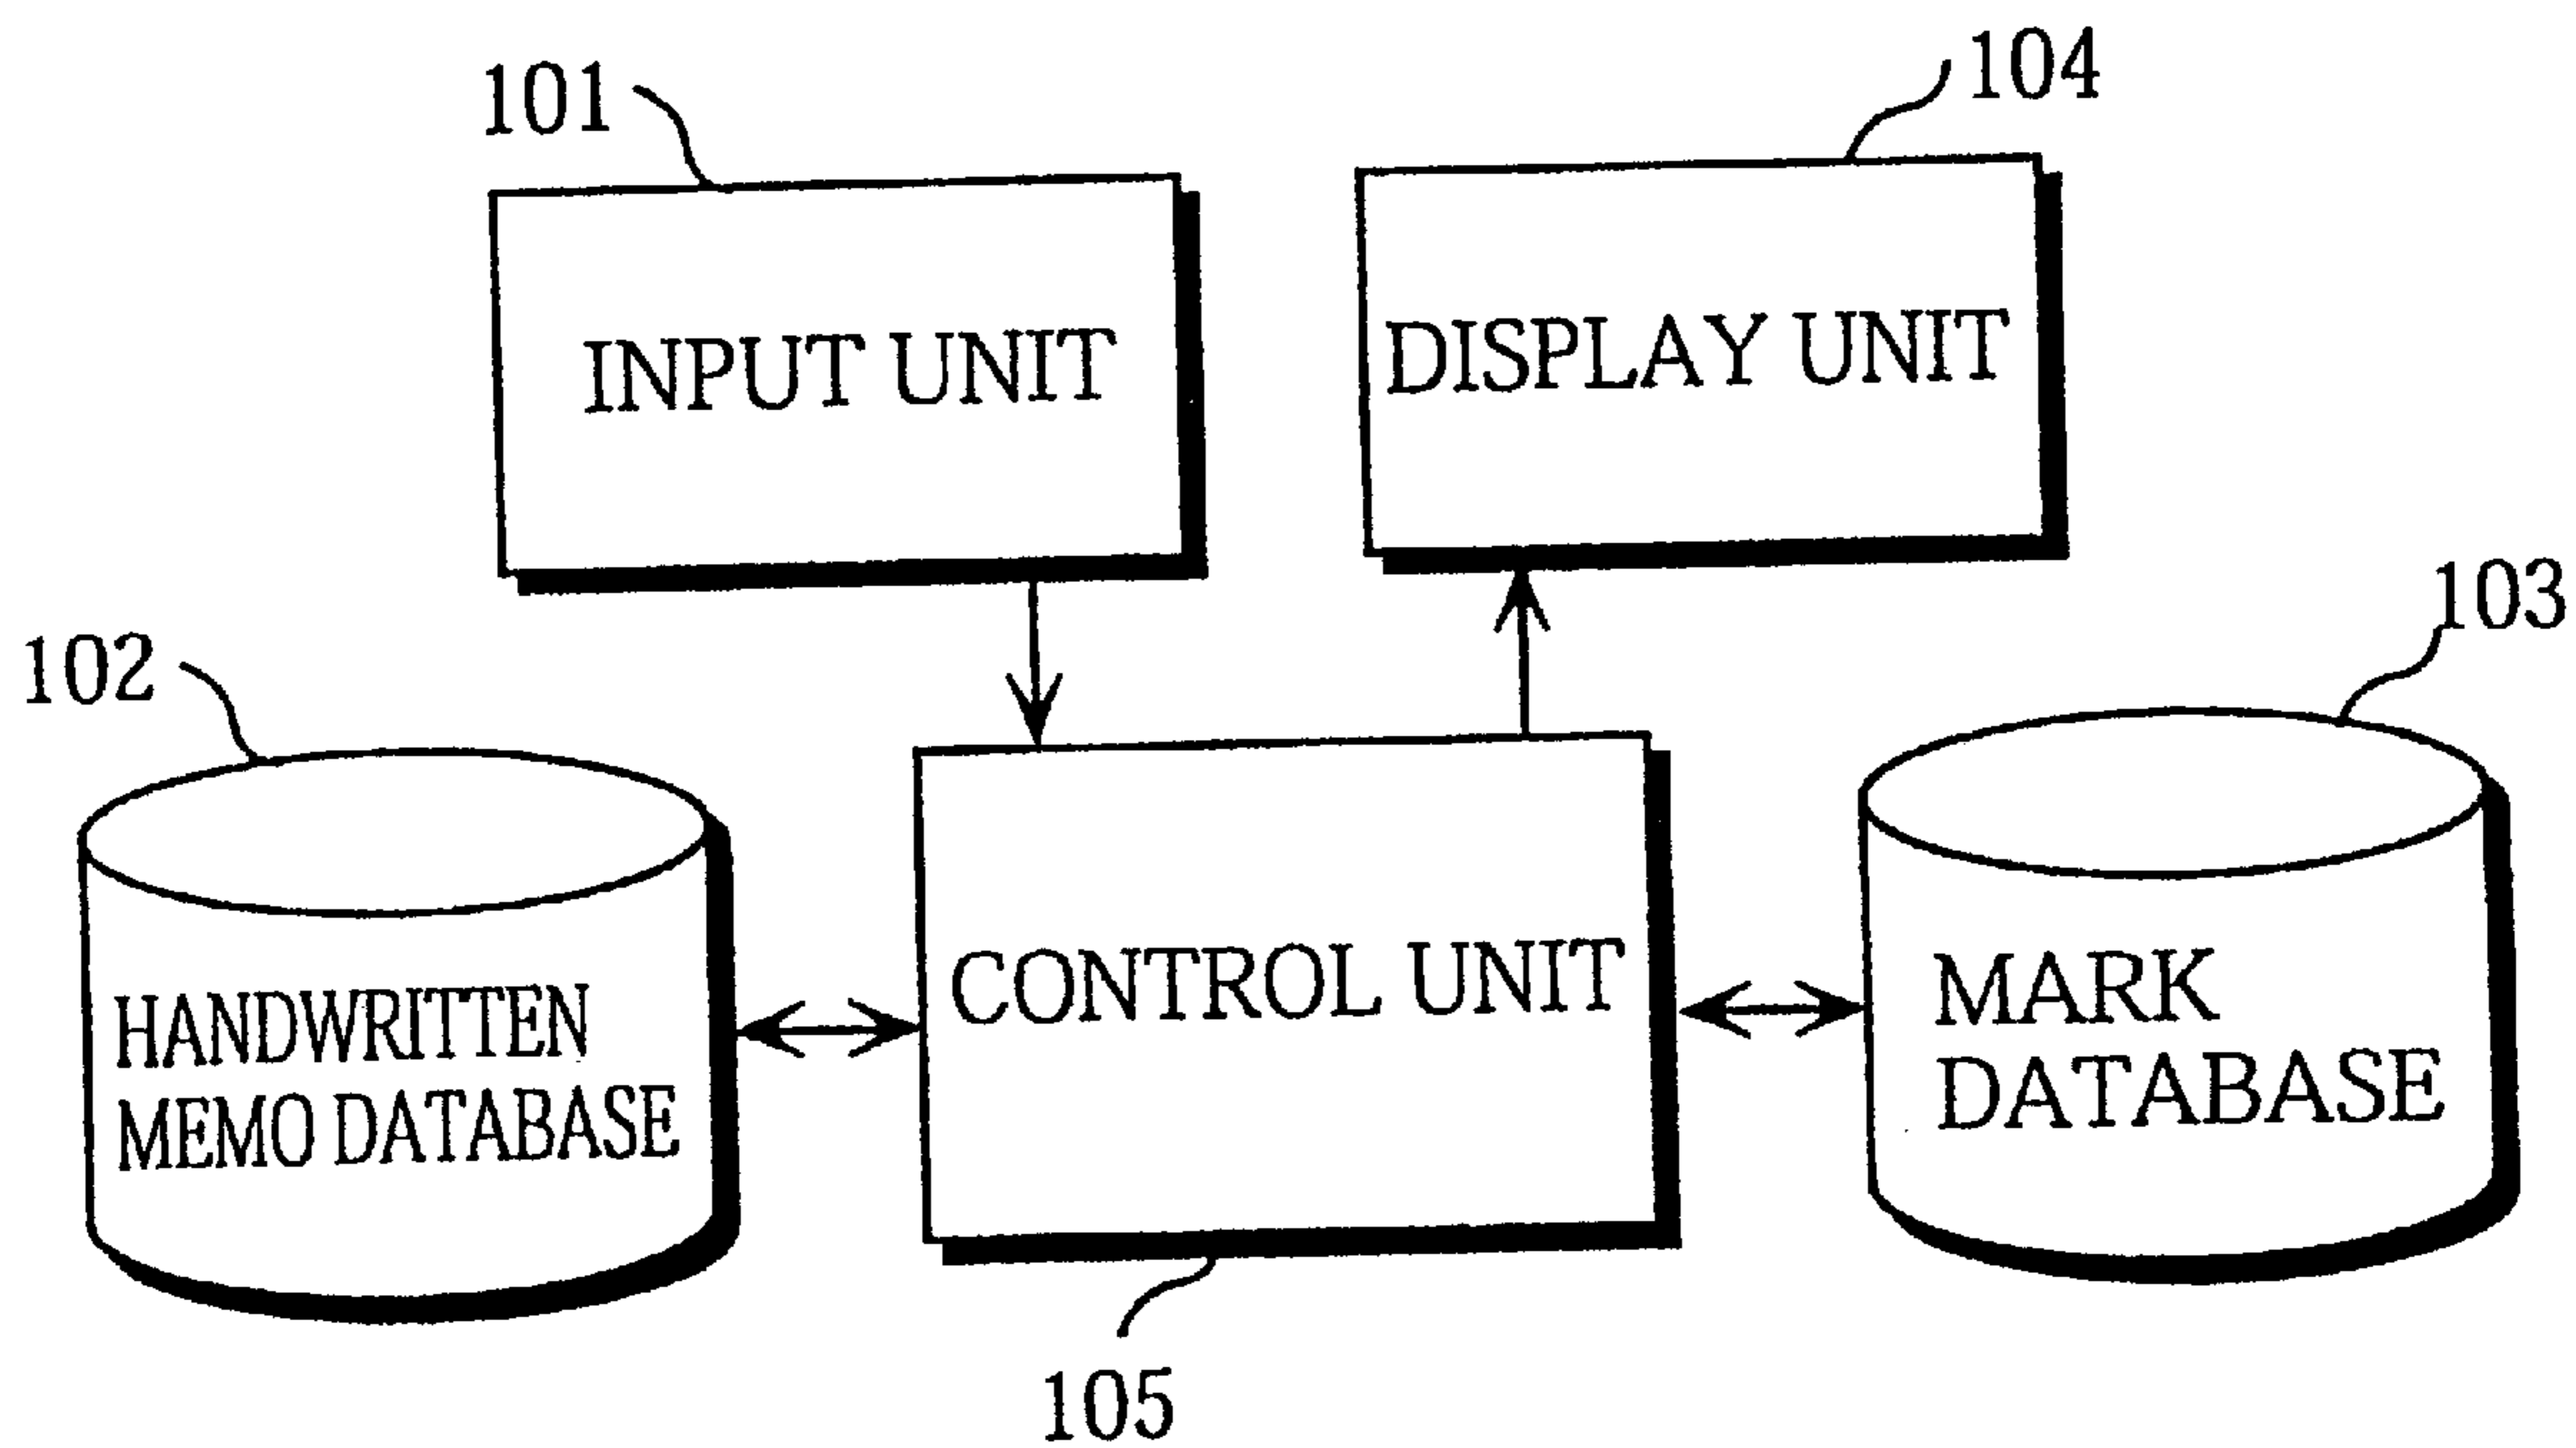 101
104
INPUT UNIT
DISPLAY UNIT
102
103
HANDWRITTEN
MEMO DATABASE
CONTROL UNIT
MARK
DATABASE
105